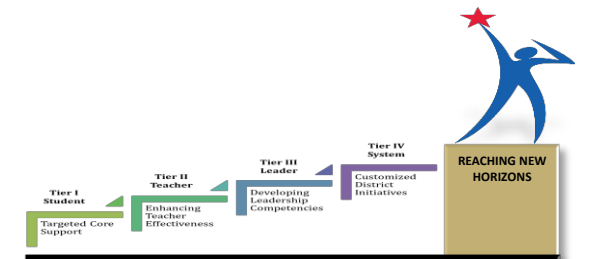 Tier I
Student
Targeted Core
Support
Tier II
Teacher
Enhancing
Teacher
Effectiveness
Tier III
Leader
Developing
Leadership
Competencies
Tier IV
System
Customized
District
Initiatives
REACHING NEW
HORIZONS